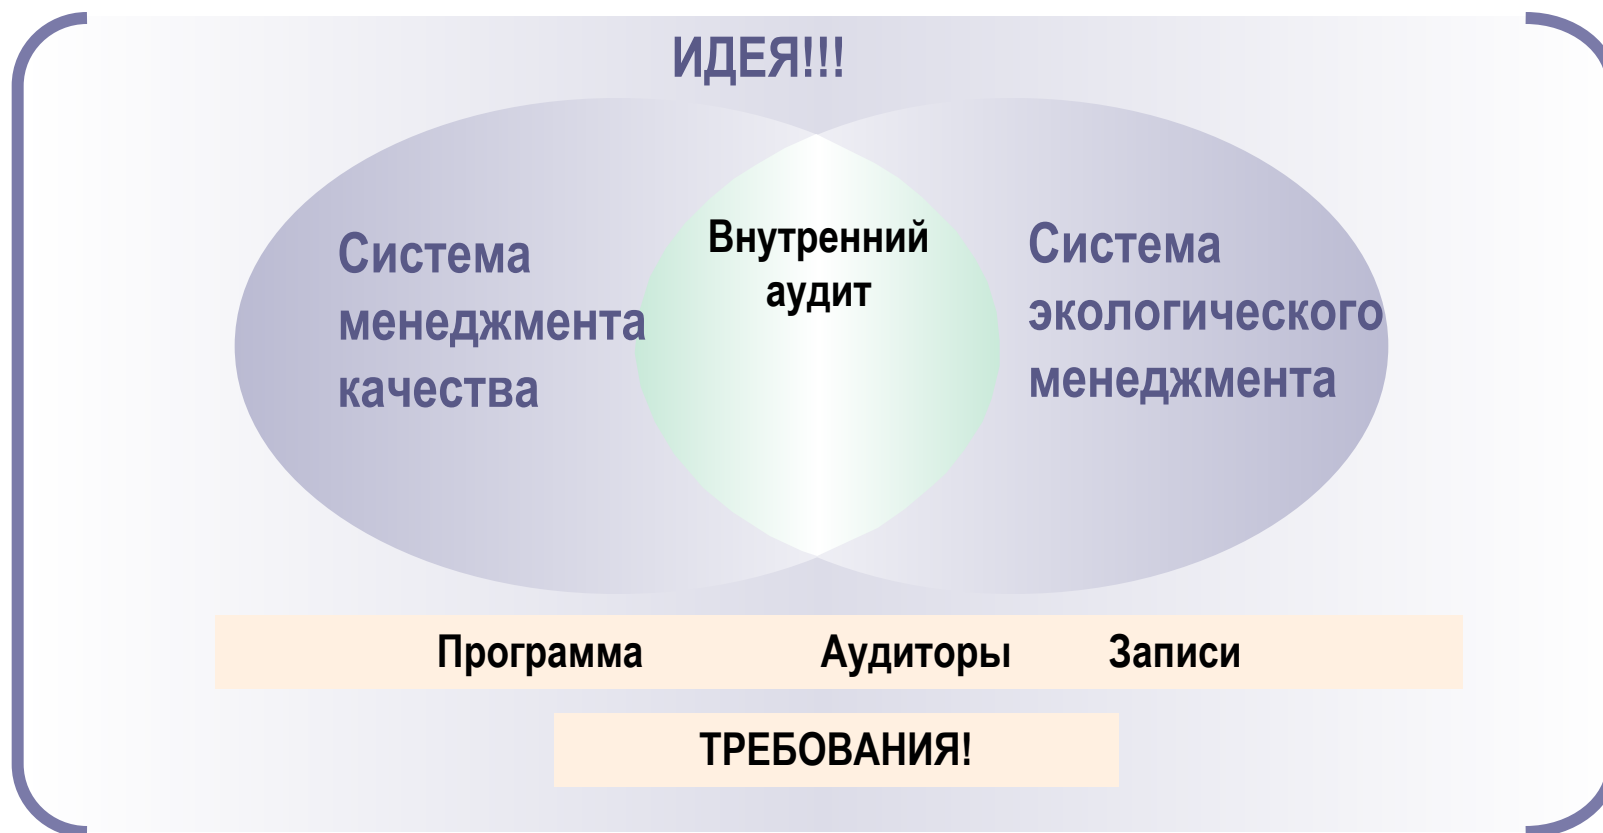 ИДЕЯ!!!
Система
менеджмента
качества
Внутренний
аудит
Система
экологического
менеджмента
Программа Аудиторы Записи
ТРЕБОВАНИЯ!